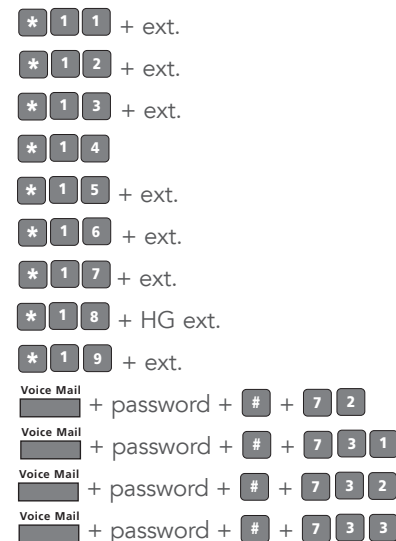 * 1 1 + ext.
* 1 2 + ext.
* 1 3 + ext.
* 1 4
* 1 5 + ext.
* 1 6 + ext.
* 1 7 + ext.
* 1 8 + HG ext.
* 1 9 + ext.
Voice Mail
+ password + # + 7 2
Voice Mail
+ password + # + 7 3 1
Voice Mail
+ password + # + 7 3 2
Voice Mail
+ password + # + 7 3 3